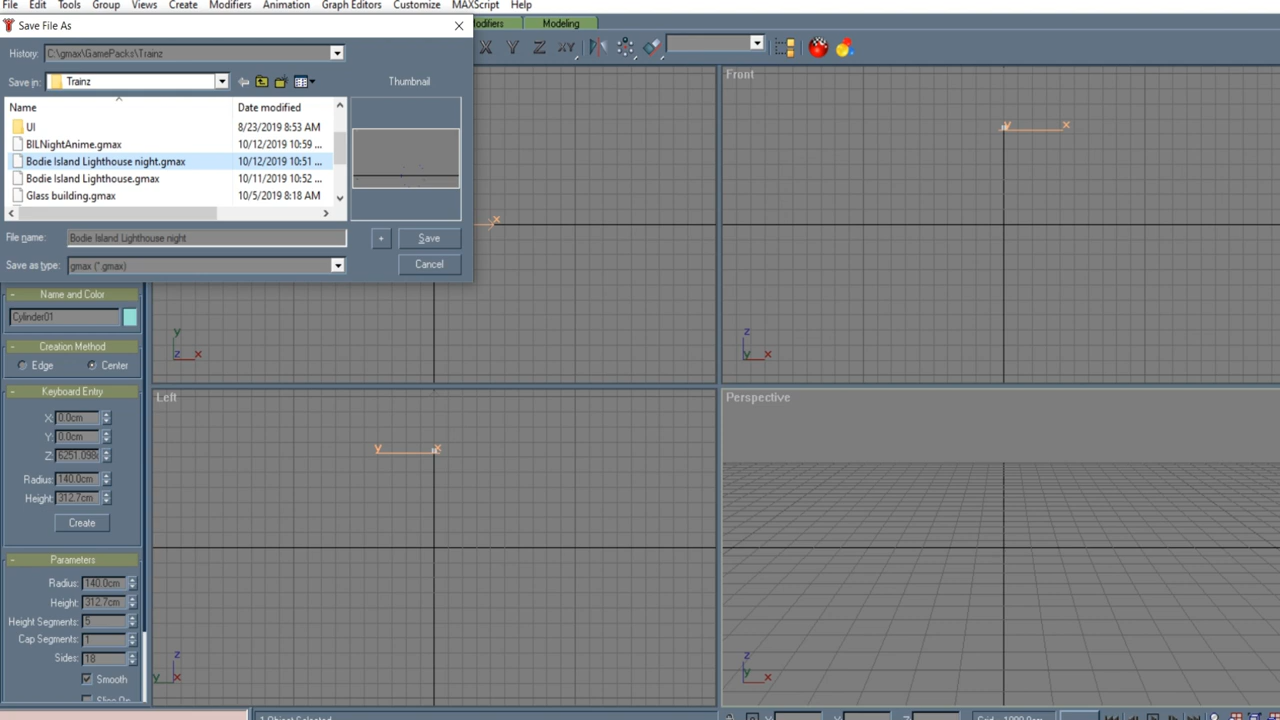 File Edit Tools Group Views Create Modifiers Animation Graph Editors Customize MAXScript Help
Save File As
Modeling
History: C:\gmax\GamePacks\Trainz
X Y Z XY
Save in: Trainz
Thumbnail
Front
Name Date modified
UI 8/23/2019 8:53 AM
BILNightAnime.gmax 10/12/2019 10:59 ...
Bodie Island Lighthouse night.gmax 10/12/2019 10:51 ...
Bodie Island Lighthouse.gmax 10/11/2019 10:52 ...
Glass building.gmax 10/5/2019 8:18 AM
File name: Bodie Island Lighthouse night + Save
Save as type: gmax (*.gmax) Cancel
Name and Color
Cylinder01
Creation Method
Edge Center
Left
Perspective
Keyboard Entry
X: 0.0cm
Y: 0.0cm
Z:
Radius: 140.0cm
Height: 312.7cm
Create
Parameters
Radius: 140.0cm
Height: 312.7cm
Height Segments: 5
Cap Segments: 1
Sides: 18
Smooth
1 Object Selected